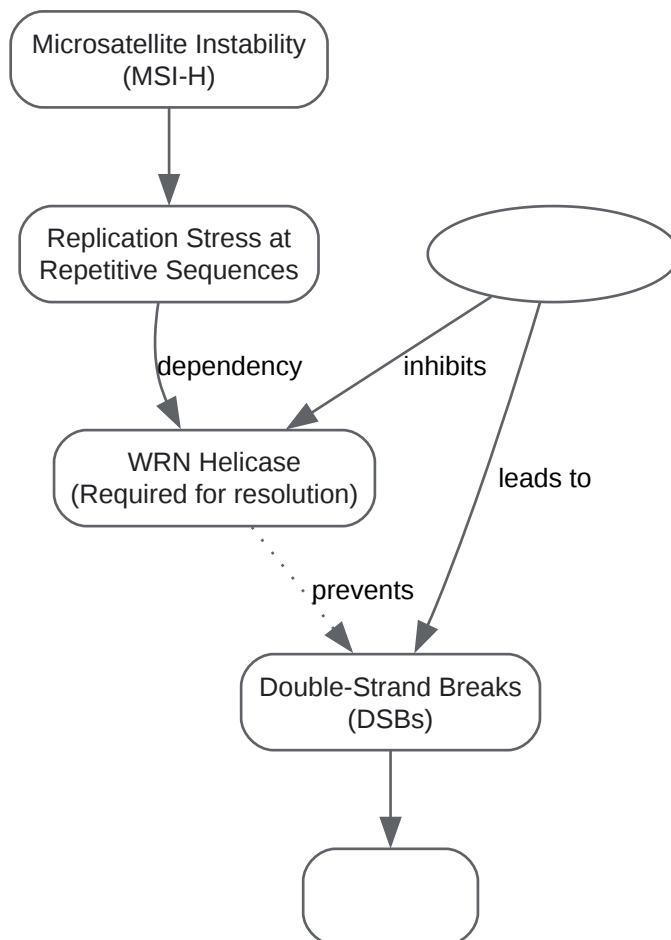 Microsatellite Instability
(MSI-H)
Replication Stress at
Repetitive Sequences
dependency
inhibits
WRN Helicase
(Required for resolution)
leads to
prevents
Double-Strand Breaks
(DSBs)